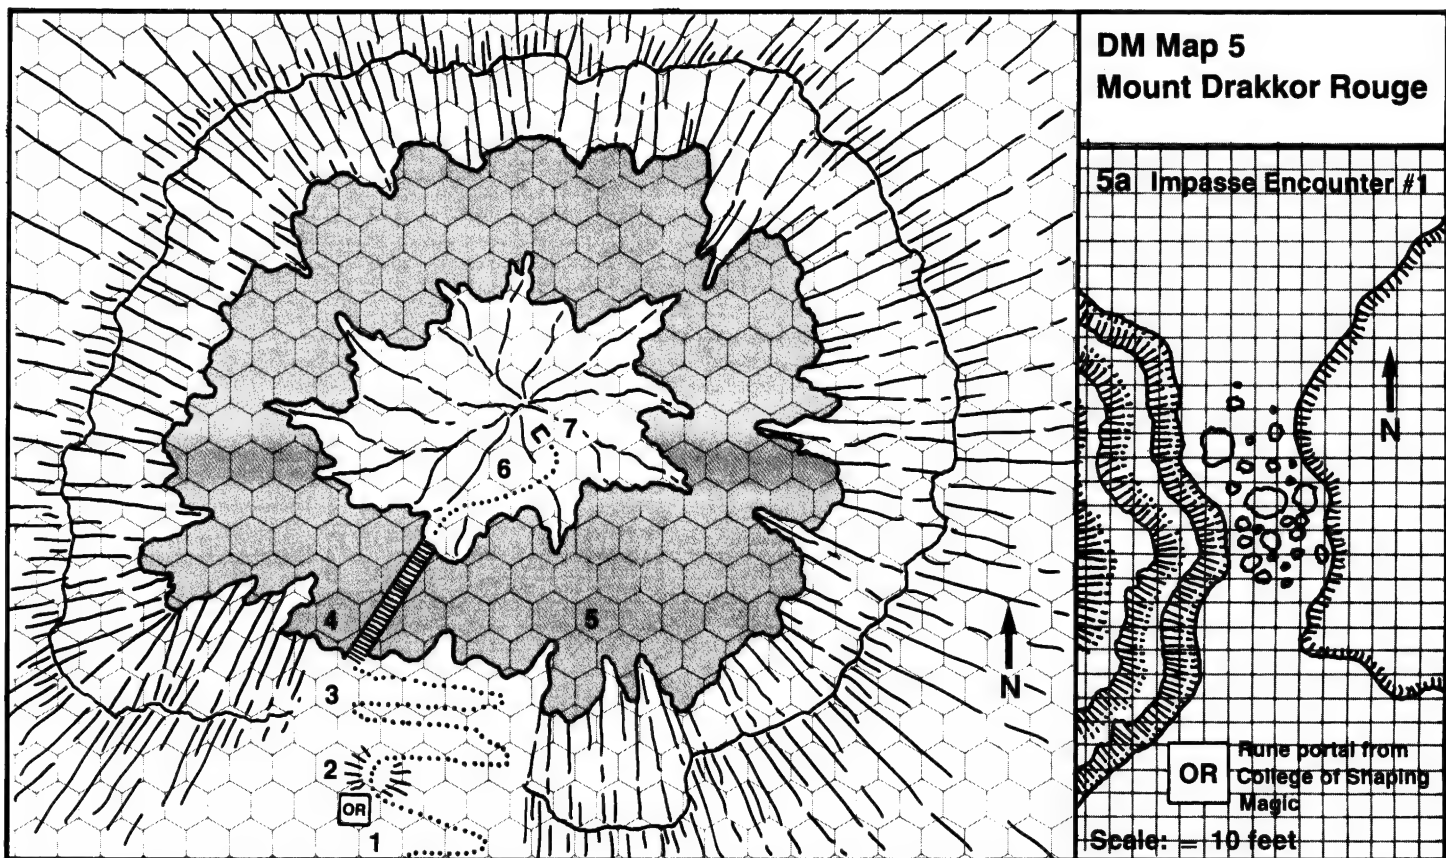 DM Map 5
Mount Drakkor Rouge
5a Impasse Encounter #1
N
7
6
5
4
N
3
2
OR
1
OR
Rune portal from
College of Shaping
Magic
Scale: = 10 feet